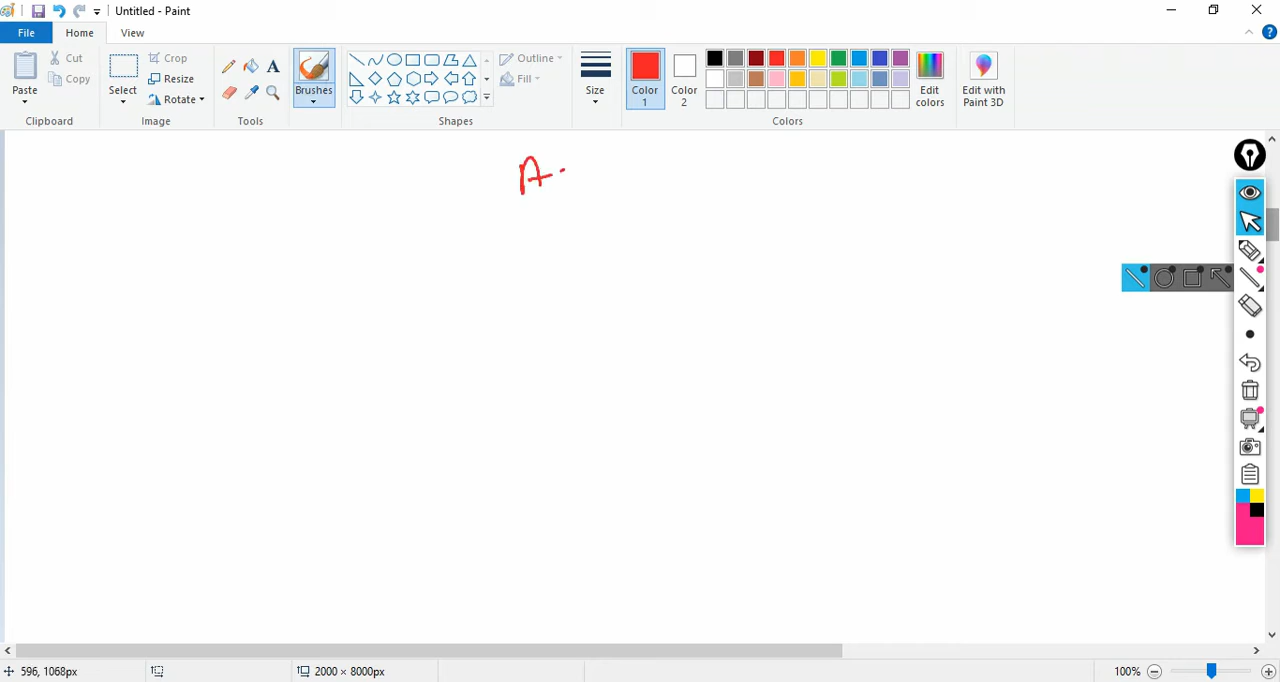 Untitled - Paint
File Home View
Paste
Cut
Copy
Clipboard
Select
Crop
Resize
Rotate
Image
Tools
Brushes
Shapes
Outline
Fill
Size
Color 1
Color 2
Colors
Edit colors
Edit with Paint 3D
A.
596, 1068px
2000 × 8000px
100%